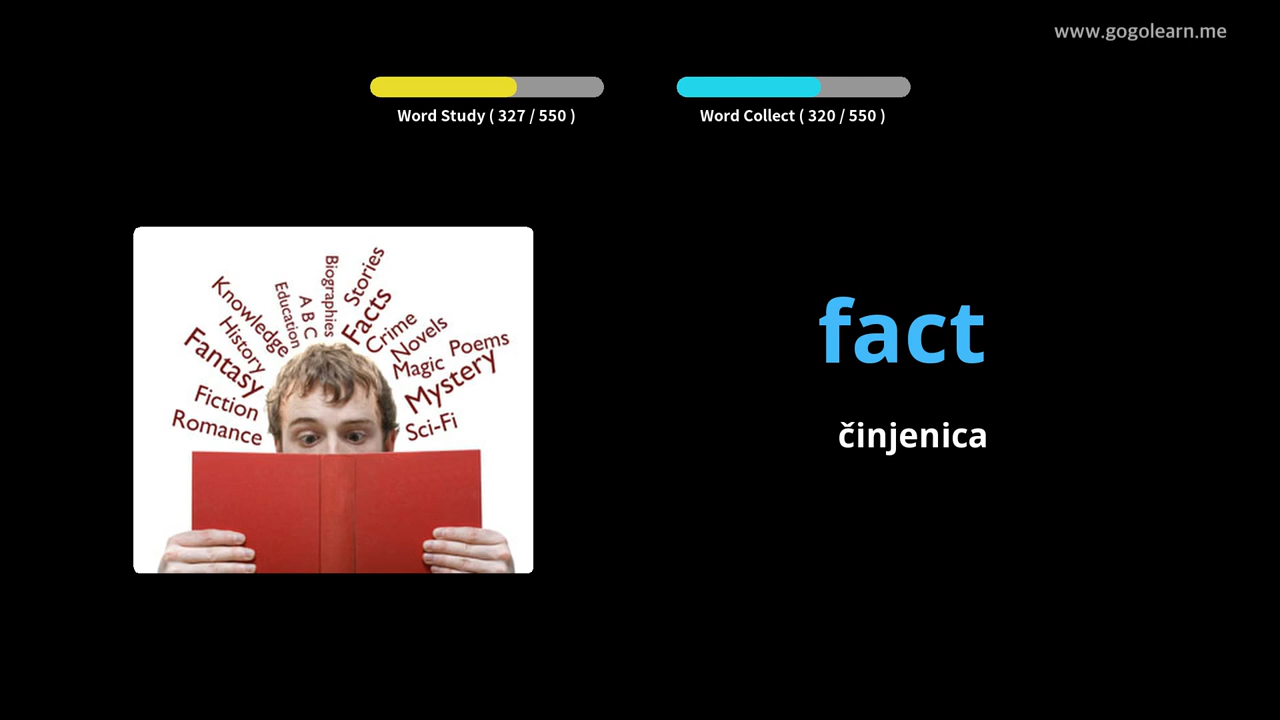 www.gogolearn.me
Word Study ( 327 / 550 )
Word Collect ( 320 / 550 )
Romance
Fiction
Fantasy
History
Knowledge
Education
A B C
Biographies
Stories
Facts
Crime
Novels
Magic
Poems
Mystery
Sci-Fi
fact
činjenica